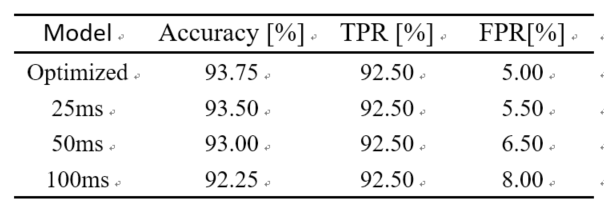 Model Accuracy [%] TPR [%] FPR[%]
Optimized 93.75 92.50 5.00
25ms 93.50 92.50 5.50
50ms 93.00 92.50 6.50
100ms 92.25 92.50 8.00